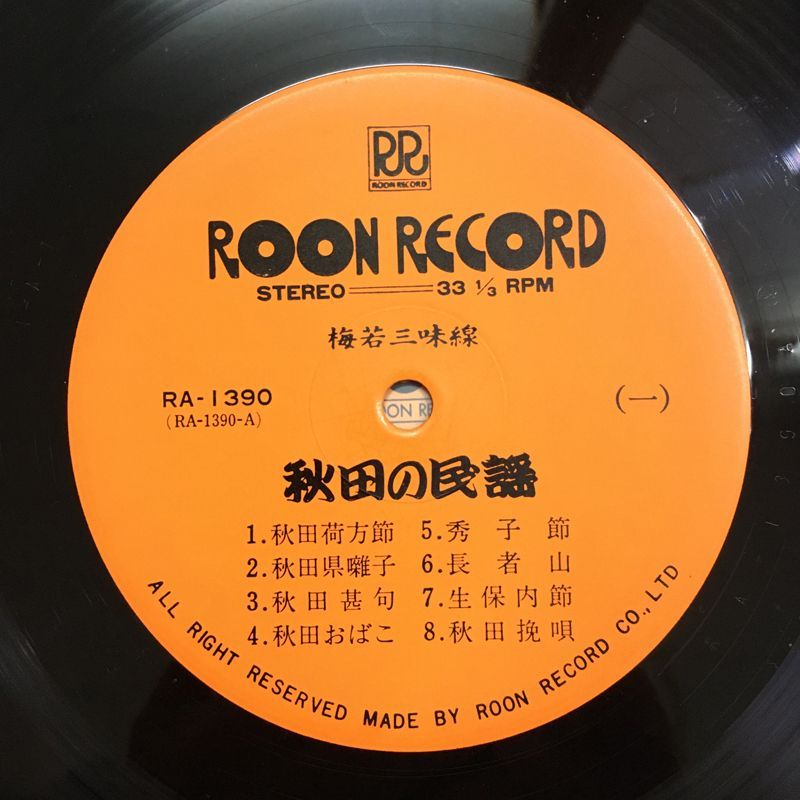 RR
ROON RECORD
ROON RECORD
STEREO 33 1/3 RPM
梅若三味線
RA-1390
(RA-1390-A)
(一)
ON RE
秋田の民謡
1.秋田荷方節
2.秋田県囃子
3.秋田甚句
4.秋田おばこ
5.秀子節
6.長者山
7.生保内節
8.秋田挽唄
ALL RIGHT RESERVED MADE BY ROON RECORD CO., LTD